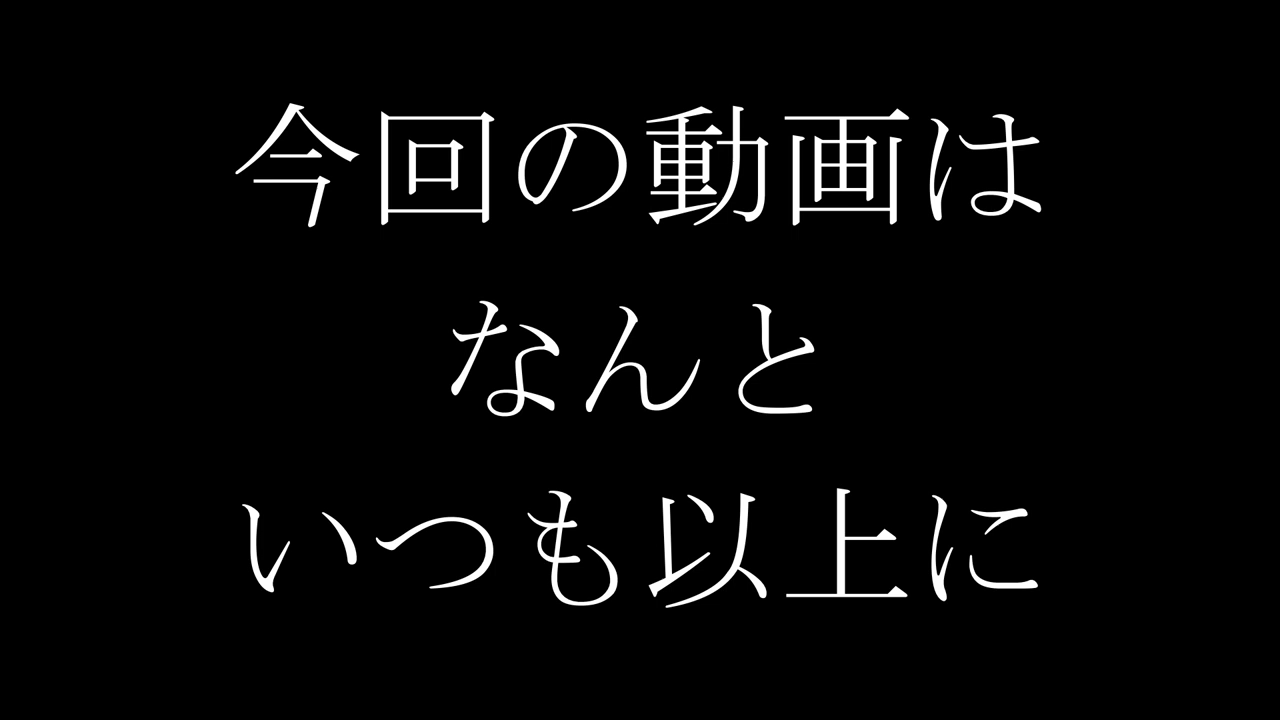 今回の動画は
なんと
いつも以上に